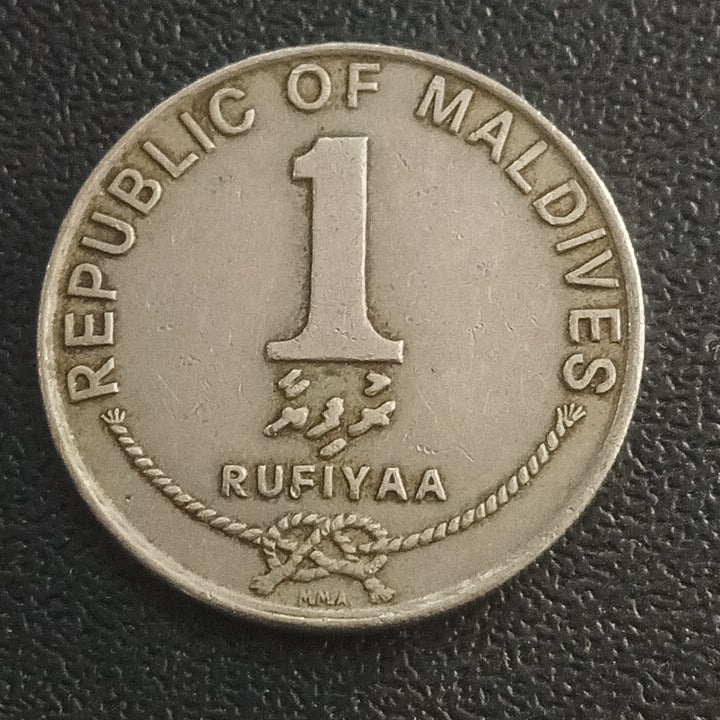 REPUBLIC OF MALDIVES
1
ރުފިޔާ
RUFIYAA
MMA